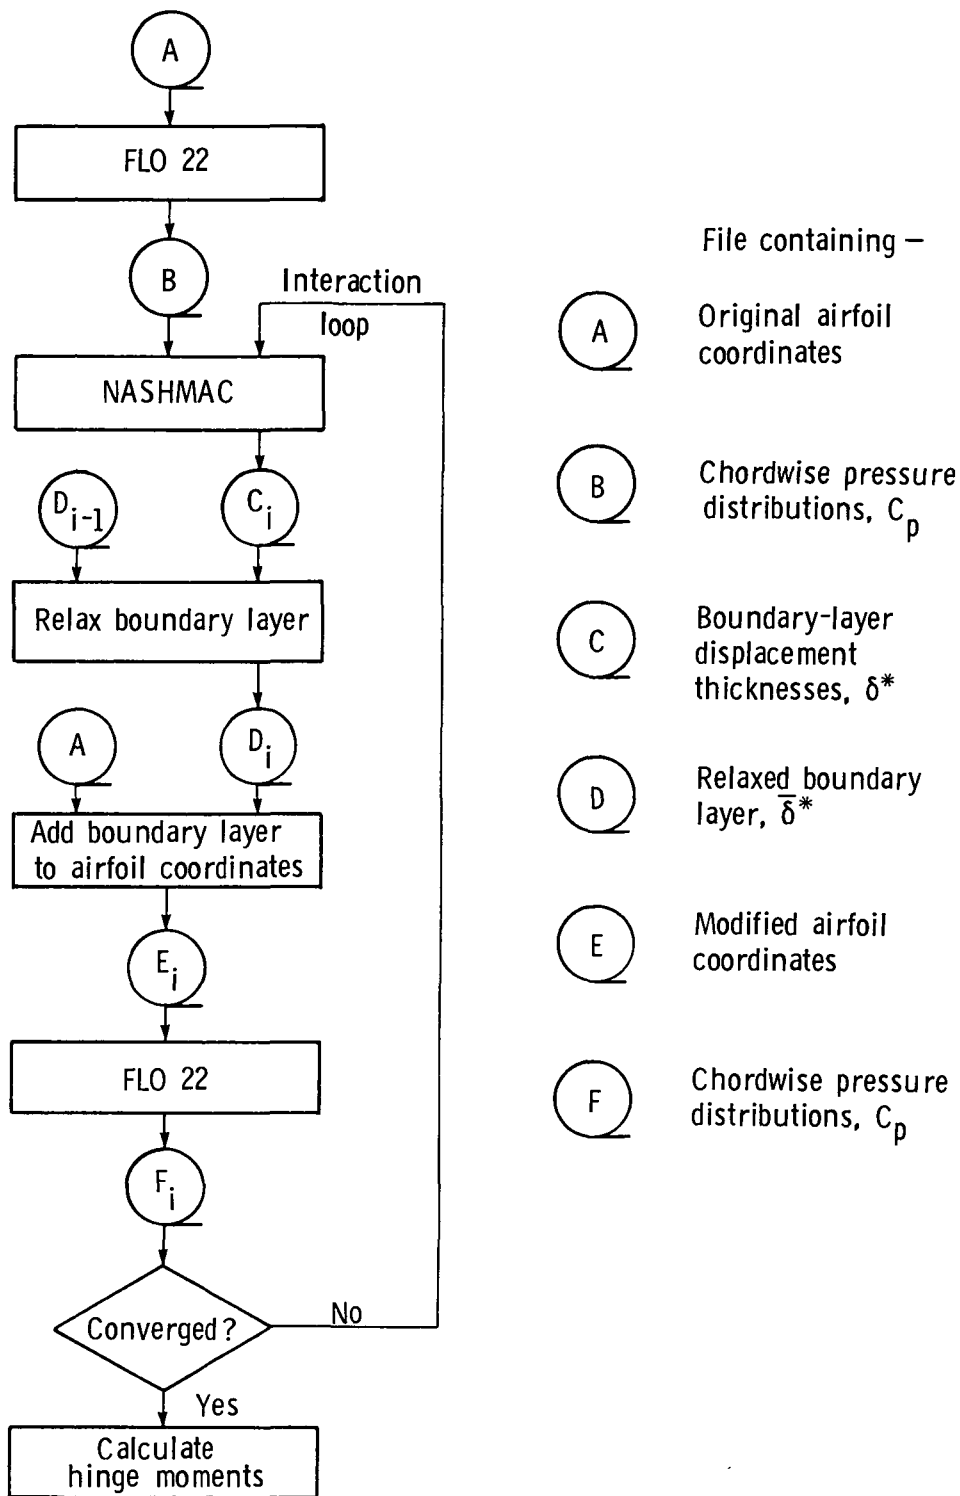 A
FLO 22
B
Interaction
loop
NASHMAC
D_{i-1}
C_i
Relax boundary layer
A
D_i
Add boundary layer
to airfoil coordinates
E_i
FLO 22
F_i
Converged?
No
Yes
Calculate
hinge moments
File containing —
A
Original airfoil
coordinates
B
Chordwise pressure
distributions, C_p
C
Boundary-layer
displacement
thicknesses, δ*
D
Relaxed boundary
layer, δ̅*
E
Modified airfoil
coordinates
F
Chordwise pressure
distributions, C_p